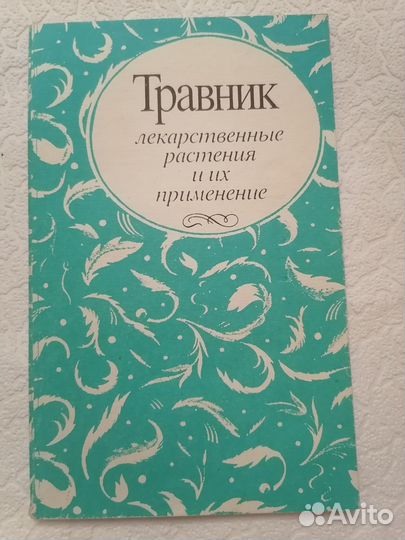 Травник
лекарственные
растения
и их
применение
Avito